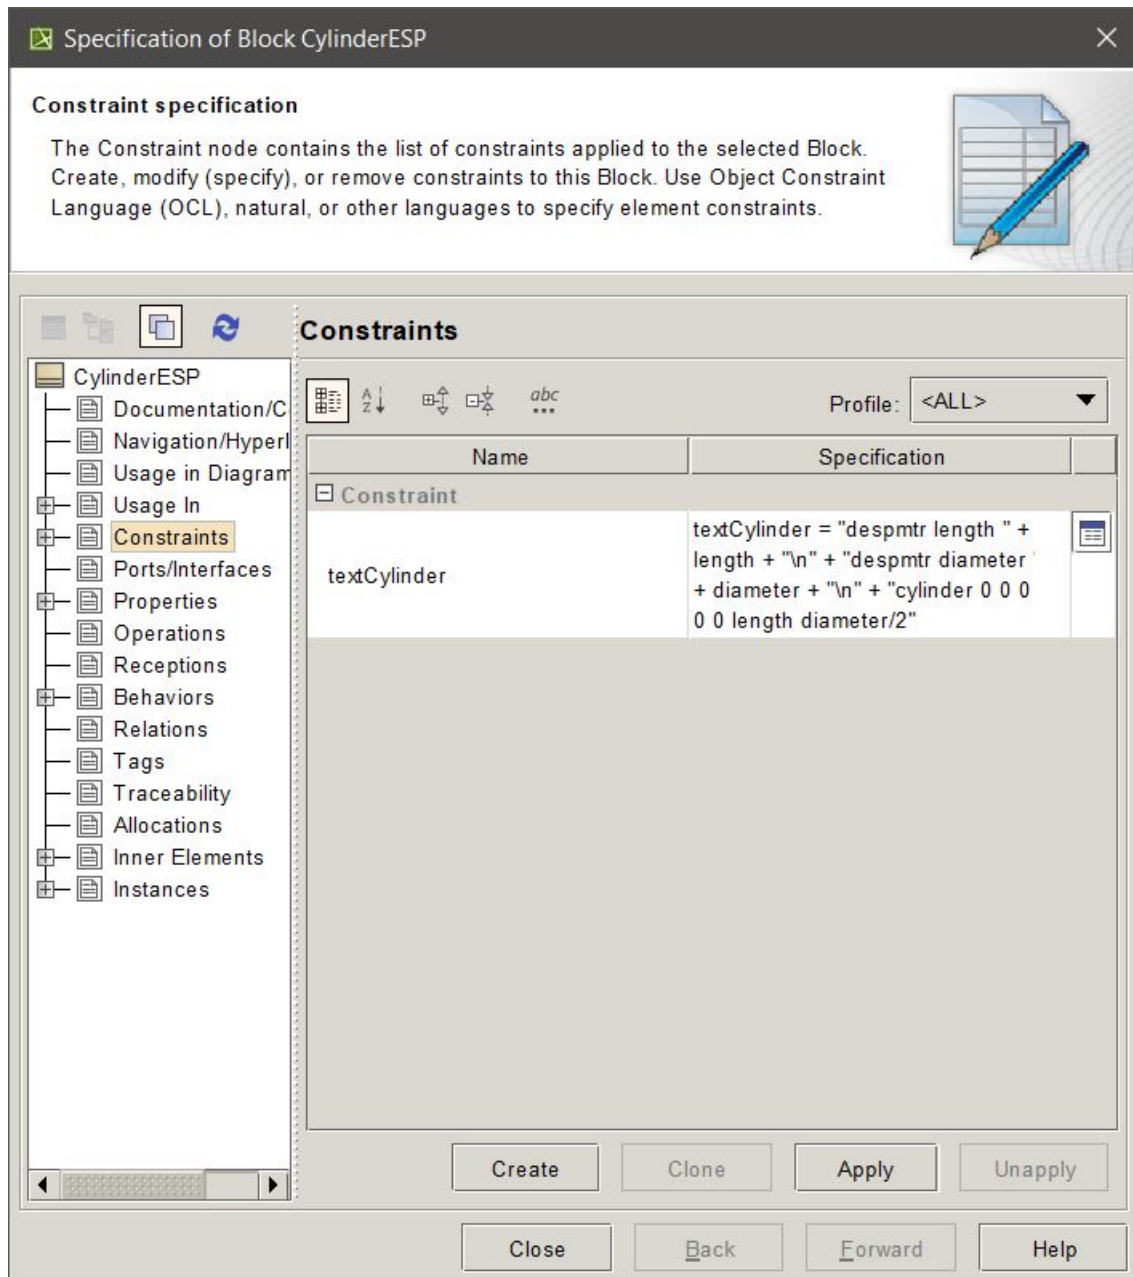 Specification of Block CylinderESP
Constraint specification
The Constraint node contains the list of constraints applied to the selected Block.
Create, modify (specify), or remove constraints to this Block. Use Object Constraint
Language (OCL), natural, or other languages to specify element constraints.
Constraints
CylinderESP
Documentation/C
Navigation/Hyperl
Usage in Diagram
Usage In
Constraints
Ports/Interfaces
Properties
Operations
Receptions
Behaviors
Relations
Tags
Traceability
Allocations
Inner Elements
Instances
A
Z
abc
Profile: <ALL>
Name Specification
Constraint
textCylinder
textCylinder = "despmtr length " +
length + "\n" + "despmtr diameter "
+ diameter + "\n" + "cylinder 0 0 0
0 0 length diameter/2"
Create Clone Apply Unapply
Close Back Forward Help